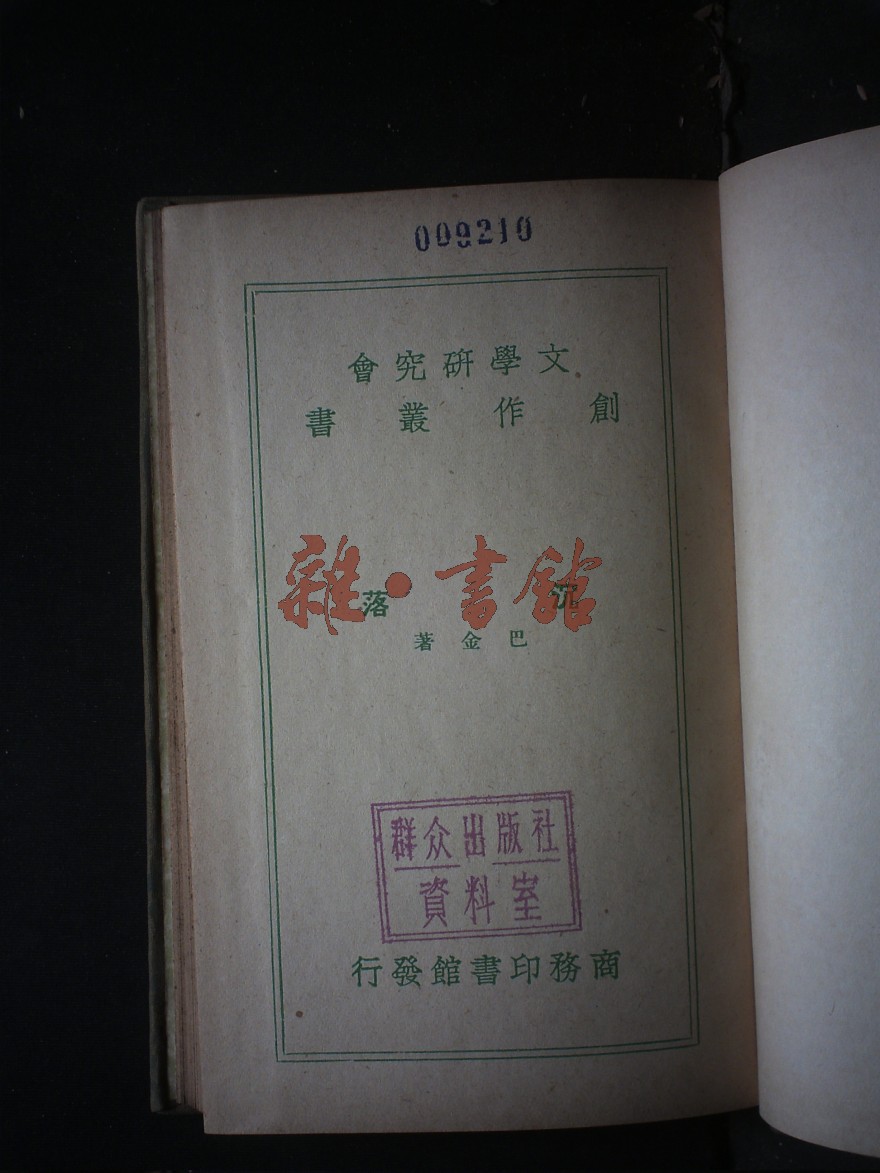 009210
文學研究會
創作叢書
雜·書館
沉落
巴金著
群众出版社
資料室
商務印書館發行